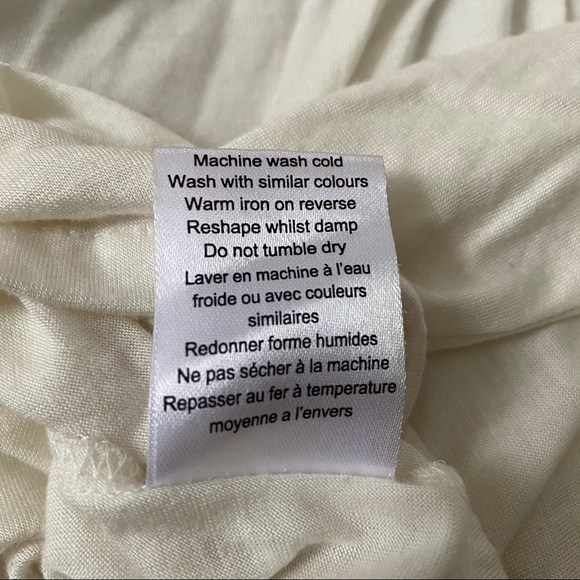 Machine wash cold
Wash with similar colours
Warm iron on reverse
Reshape whilst damp
Do not tumble dry
Laver en machine à l'eau
froide ou avec couleurs
similaires
Redonner forme humides
Ne pas sécher à la machine
Repasser au fer à température
moyenne a l'envers